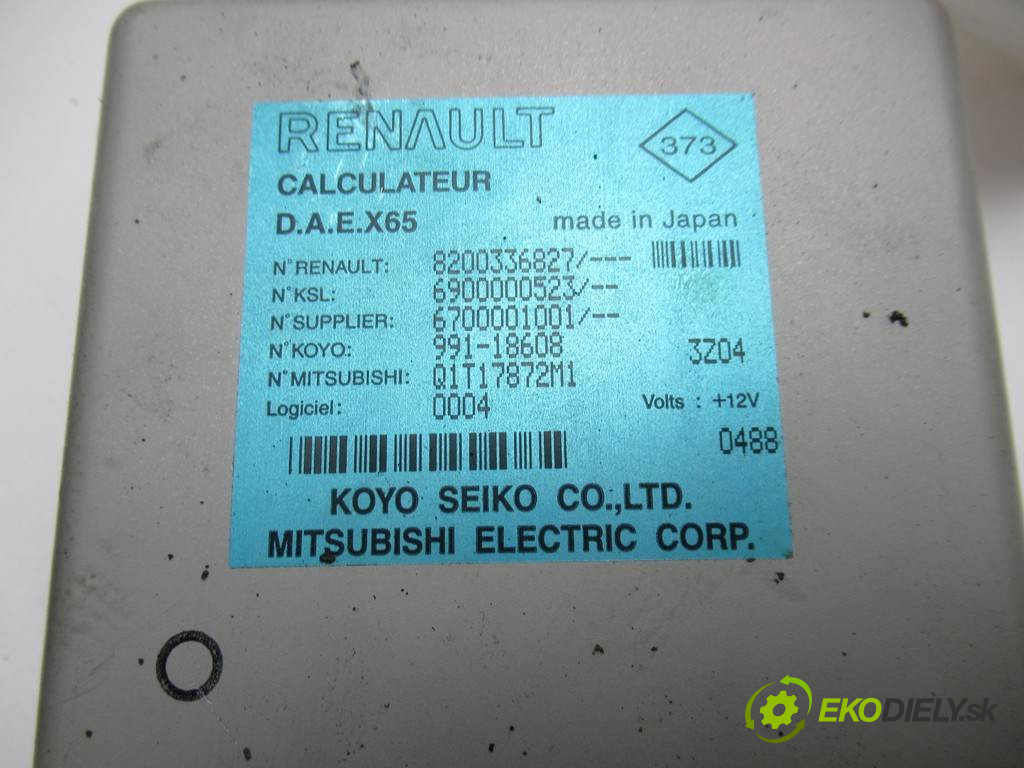 RENAULT
373
CALCULATEUR
D.A.E.X65 made in Japan
N°RENAULT: 8200336827/---
N°KSL: 6900000523/--
N°SUPPLIER: 6700001001/--
N°KOYO: 991-18608 3Z04
N°MITSUBISHI: Q1T17872M1
Logiciel: 0004 Volts : +12V
0488
KOYO SEIKO CO.,LTD.
MITSUBISHI ELECTRIC CORP.
EKODIELY.sk